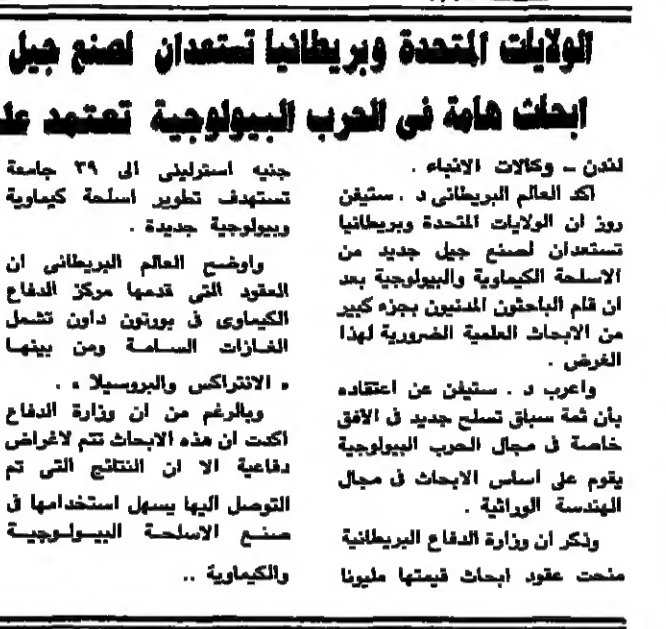 الولايات المتحدة وبريطانيا تستعدان لصنع جيل
ابحاث هامة فى الحرب البيولوجية تعتمد
لندن ــ وكالات الانباء .
اكد العالم البريطانى د . ستيفن
روز ان الولايات المتحدة وبريطانيا
تستعدان لصنع جيل جديد من
الاسلحة الكيماوية والبيولوجية بعد
ان قام الباحثون المدنيون بجزء كبير
من الابحاث العلمية الضرورية لهذا
الغرض .
واعرب د . ستيفن عن اعتقاده
بأن ثمة سباق تسلح جديد فى الافق
خاصة فى مجال الحرب البيولوجية
يقوم على اساس الابحاث فى مجال
الهندسة الوراثية .
وذكر ان وزارة الدفاع البريطانية
منحت عقود ابحاث قيمتها مليونا
جنيه استرلينى الى ٣٩ جامعة
تستهدف تطوير اسلحة كيماوية
وبيولوجية جديدة .
واوضح العالم البريطانى ان
العقود التى قدمها مركز الدفاع
الكيماوى فى بورتون داون تشمل
الغازات السامة ومن بينها
« الانتراكس والبروسيلا » .
وبالرغم من ان وزارة الدفاع
اكدت ان هذه الابحاث تتم لاغراض
دفاعية الا ان النتائج التى تم
التوصل اليها يسهل استخدامها فى
صنع الاسلحة البيولوجية
والكيماوية ..